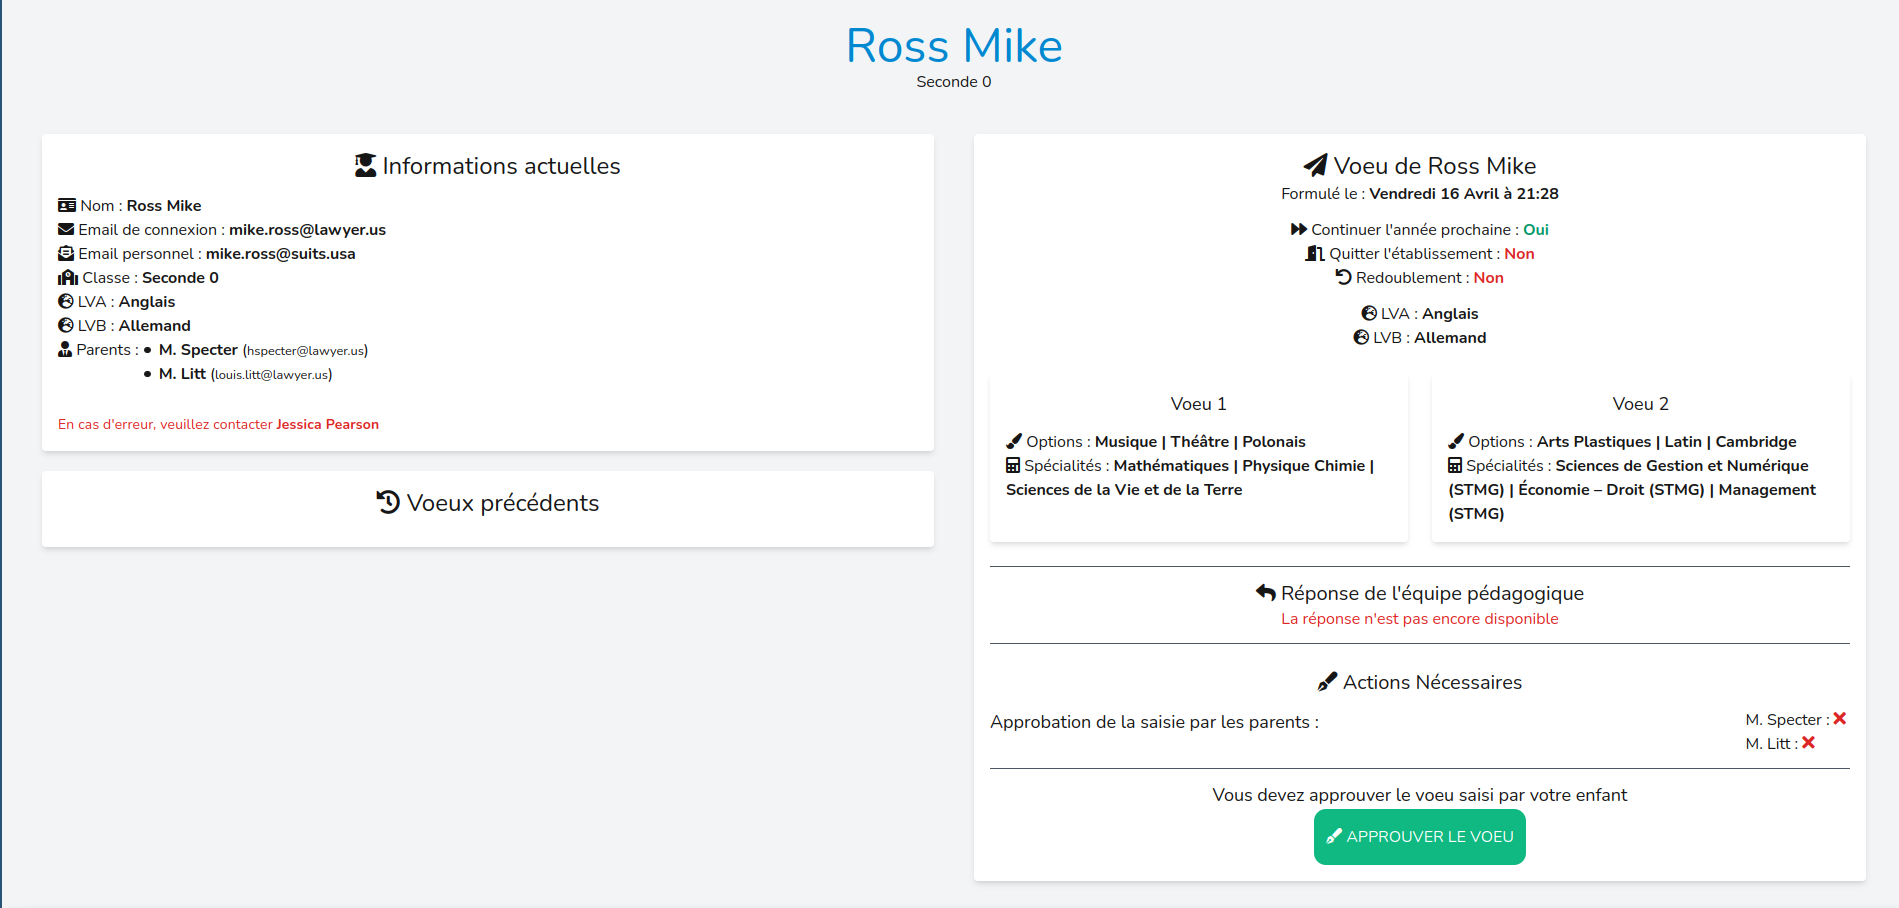 Ross Mike
Seconde 0
Informations actuelles
Nom : Ross Mike
Email de connexion : mike.ross@lawyer.us
Email personnel : mike.ross@suits.usa
Classe : Seconde 0
LVA : Anglais
LVB : Allemand
Parents : • M. Specter (hspecter@lawyer.us)
• M. Litt (louis.litt@lawyer.us)
En cas d'erreur, veuillez contacter Jessica Pearson
Voeux précédents
Voeu de Ross Mike
Formulé le : Vendredi 16 Avril à 21:28
Continuer l'année prochaine : Oui
Quitter l'établissement : Non
Redoublement : Non
LVA : Anglais
LVB : Allemand
Voeu 1
Options : Musique | Théâtre | Polonais
Spécialités : Mathématiques | Physique Chimie |
Sciences de la Vie et de la Terre
Voeu 2
Options : Arts Plastiques | Latin | Cambridge
Spécialités : Sciences de Gestion et Numérique
(STMG) | Économie – Droit (STMG) | Management
(STMG)
Réponse de l'équipe pédagogique
La réponse n'est pas encore disponible
Actions Nécessaires
Approbation de la saisie par les parents :
M. Specter :
M. Litt :
Vous devez approuver le voeu saisi par votre enfant
APPROUVER LE VOEU